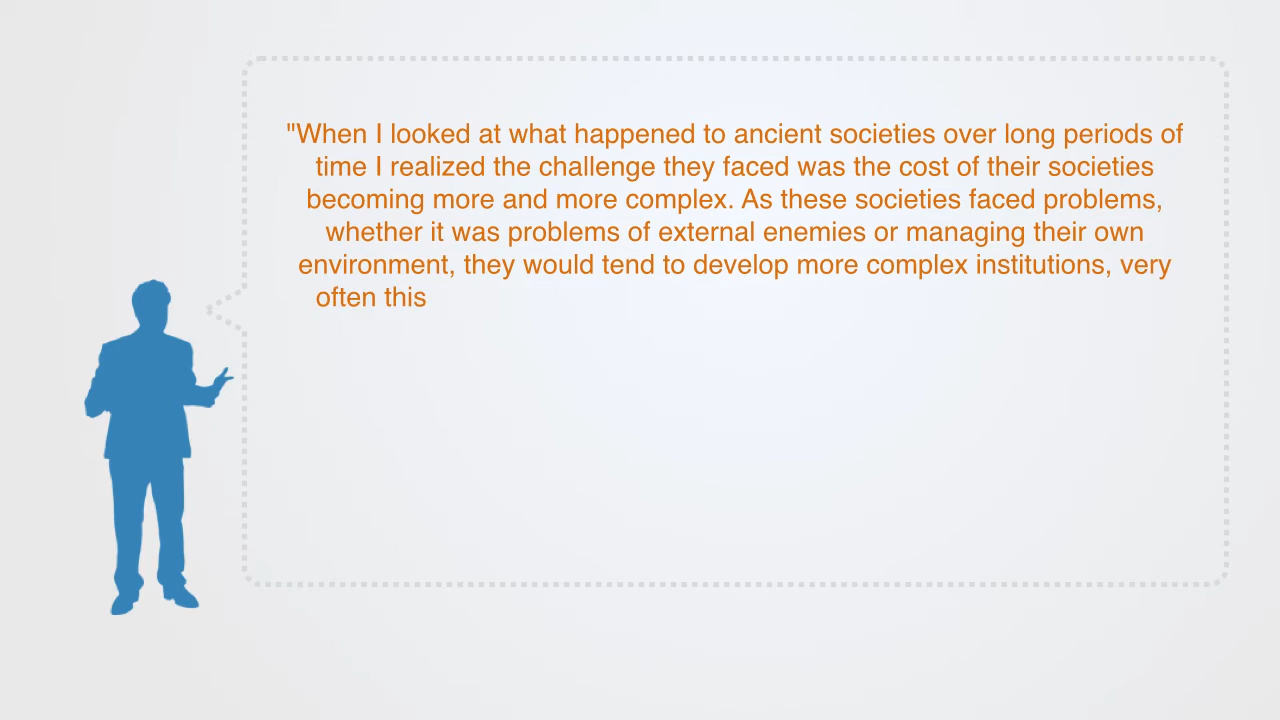 "When I looked at what happened to ancient societies over long periods of
time I realized the challenge they faced was the cost of their societies
becoming more and more complex. As these societies faced problems,
whether it was problems of external enemies or managing their own
environment, they would tend to develop more complex institutions, very
often this